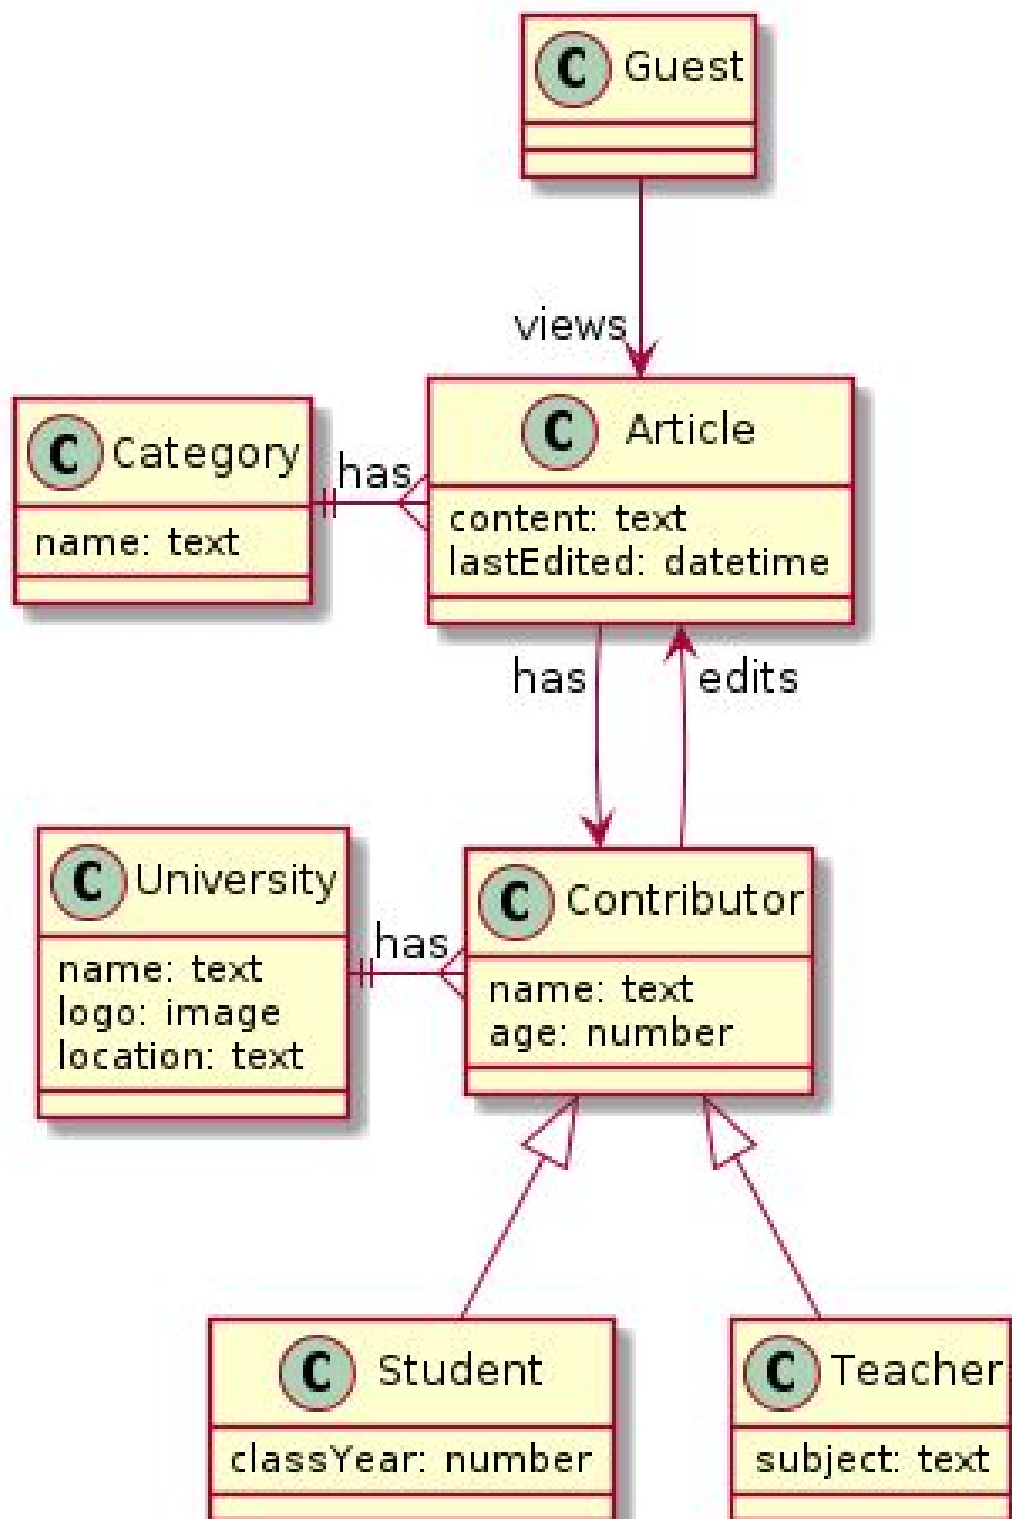 C Guest
views
C Category
name: text
has
C Article
content: text
lastEdited: datetime
has
edits
C University
name: text
logo: image
location: text
has
C Contributor
name: text
age: number
C Student
classYear: number
C Teacher
subject: text